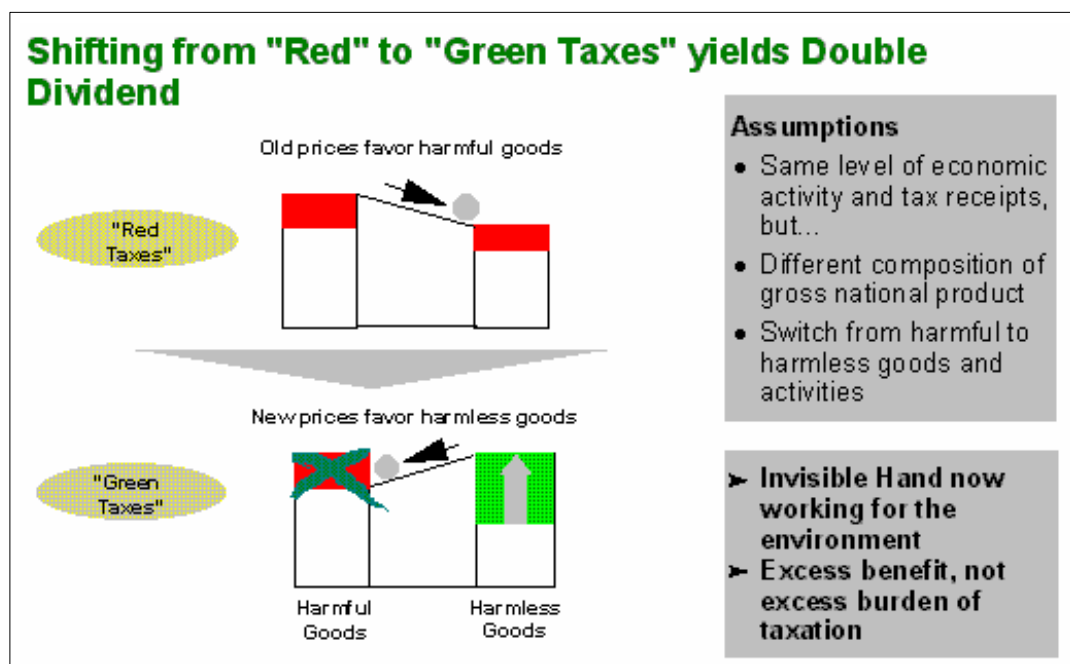 Shifting from "Red" to "Green Taxes" yields Double
Dividend
Old prices favor harmful goods
"Red
Taxes"
New prices favor harmless goods
"Green
Taxes"
Harmful
Goods
Harmless
Goods
Assumptions
• Same level of economic
activity and tax receipts,
but...
• Different composition of
gross national product
• Switch from harmful to
harmless goods and
activities
➢ Invisible Hand now
working for the
environment
➢ Excess benefit, not
excess burden of
taxation